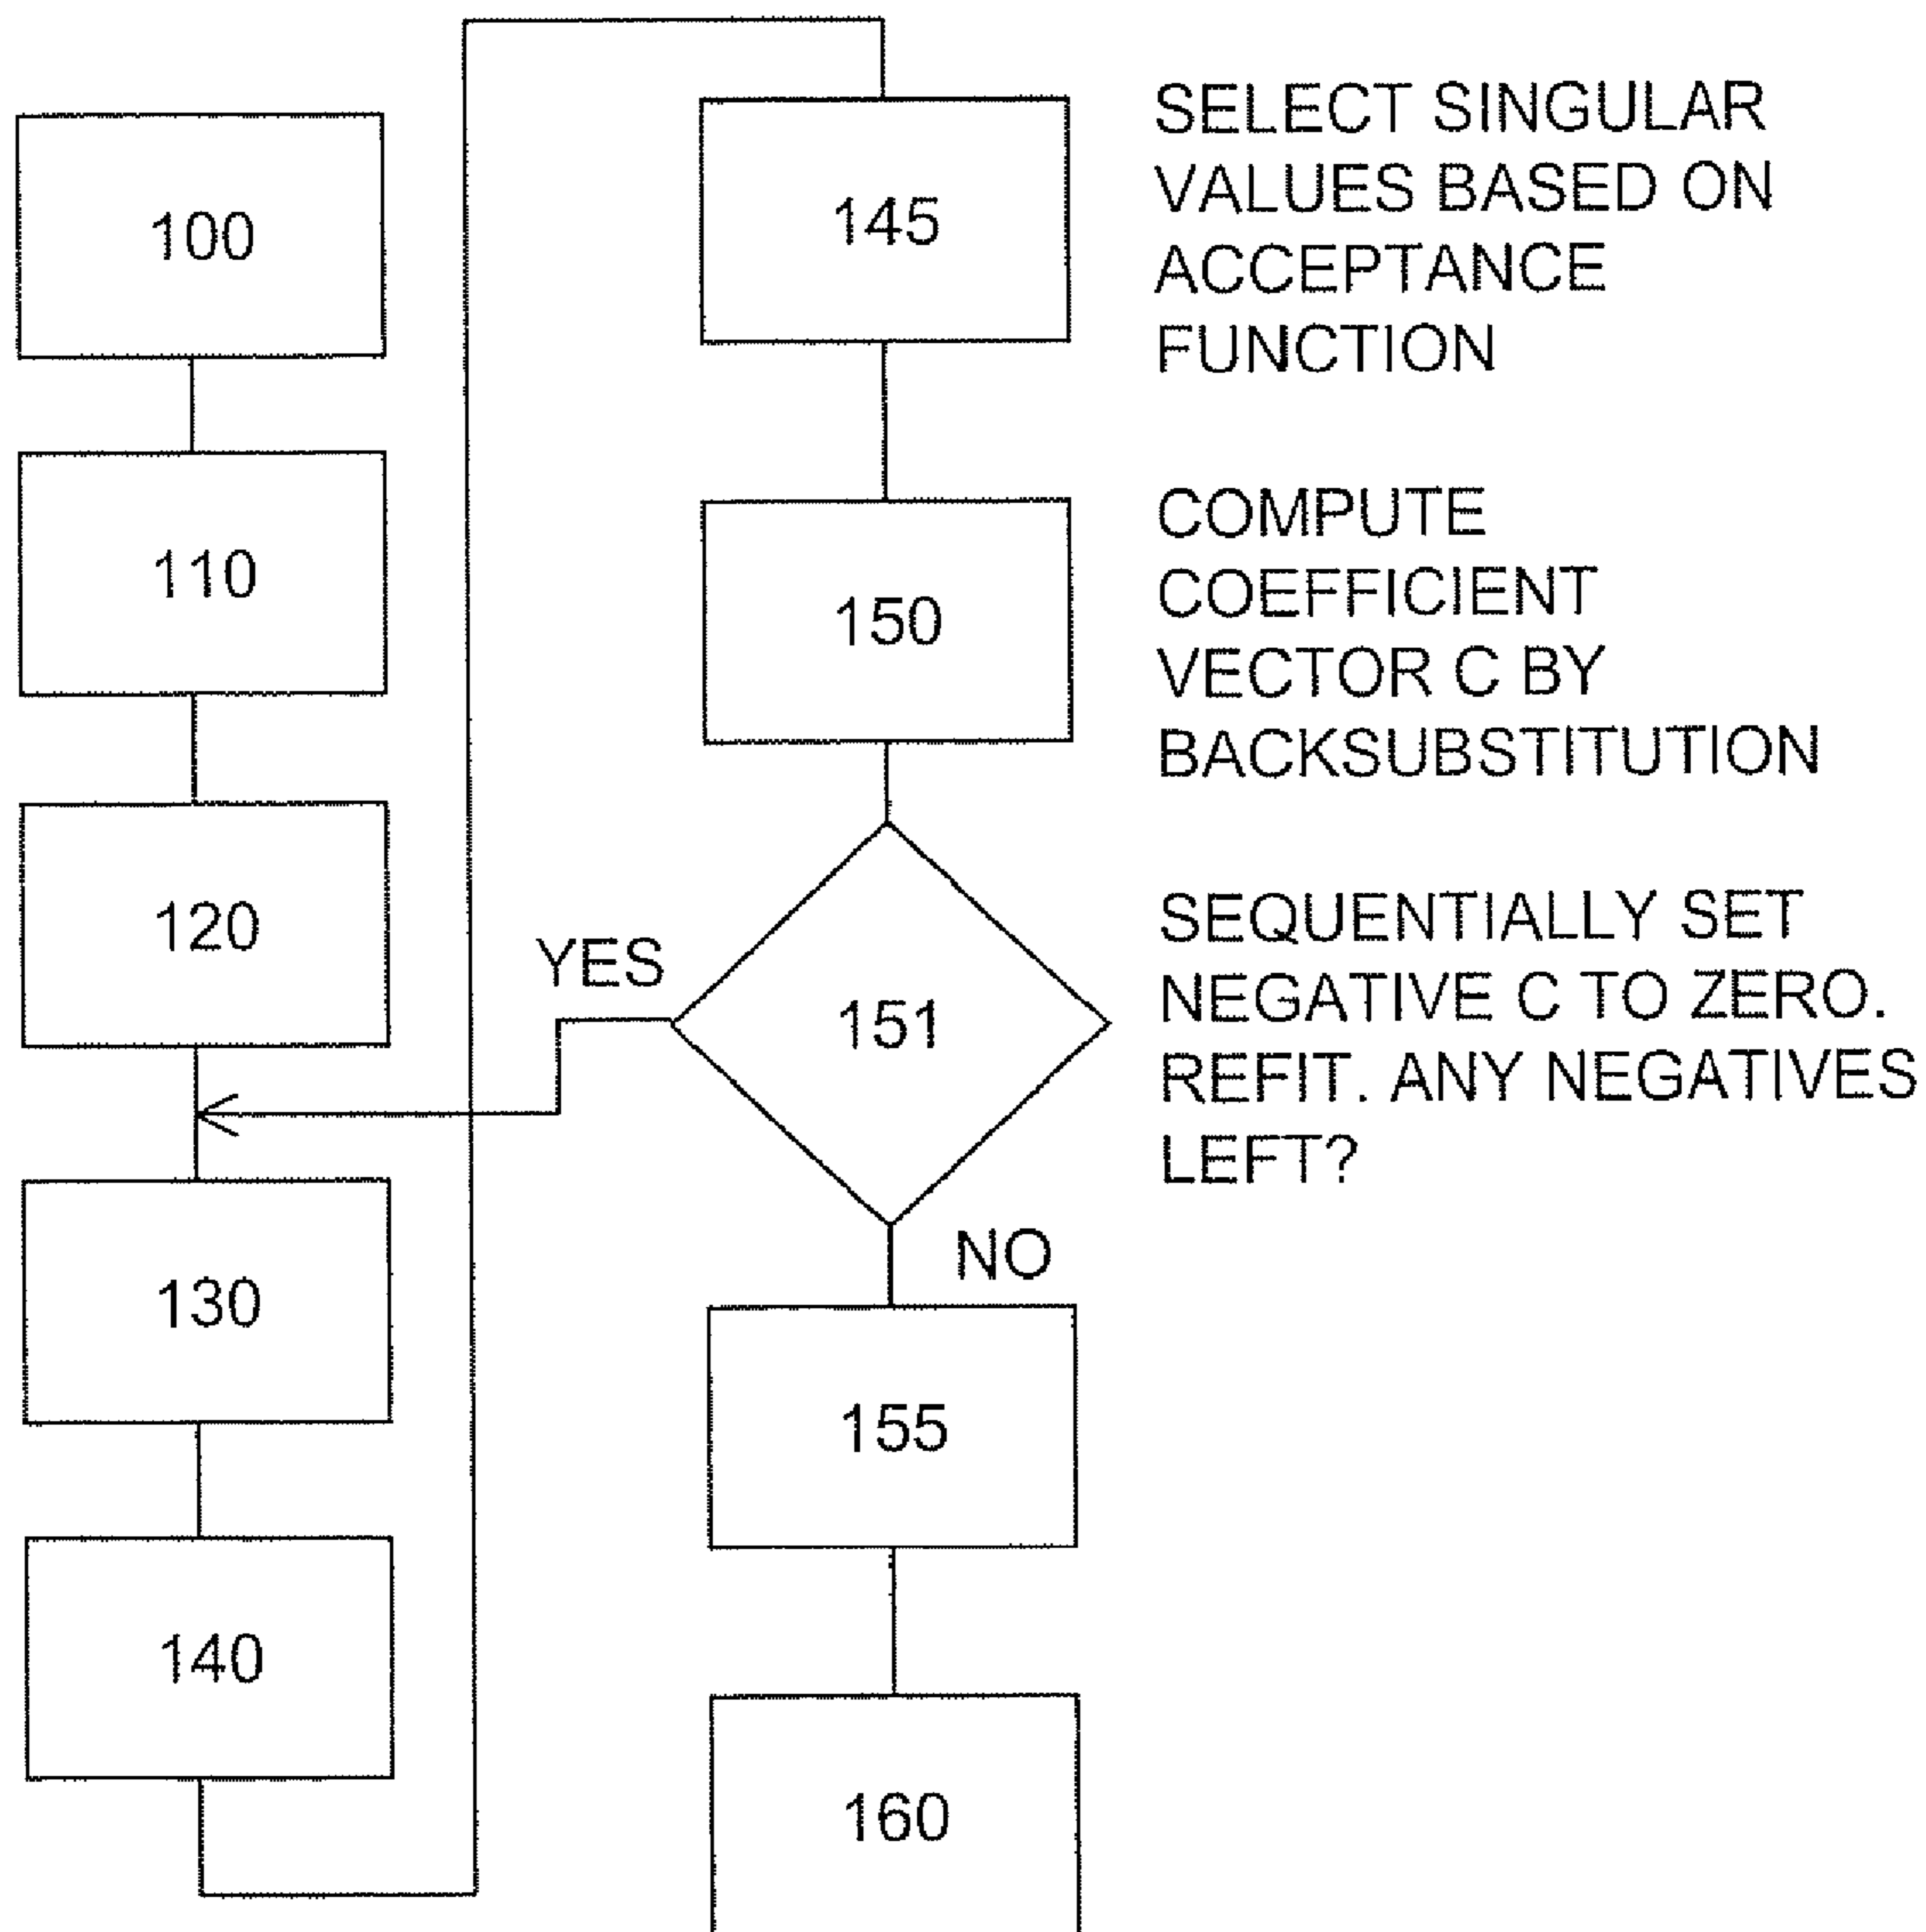 100
110
120
130
140
145
SELECT SINGULAR
VALUES BASED ON
ACCEPTANCE
FUNCTION
150
COMPUTE
COEFFICIENT
VECTOR C BY
BACKSUBSTITUTION
YES
151
SEQUENTIALLY SET
NEGATIVE C TO ZERO.
REFIT. ANY NEGATIVES
LEFT?
NO
155
160